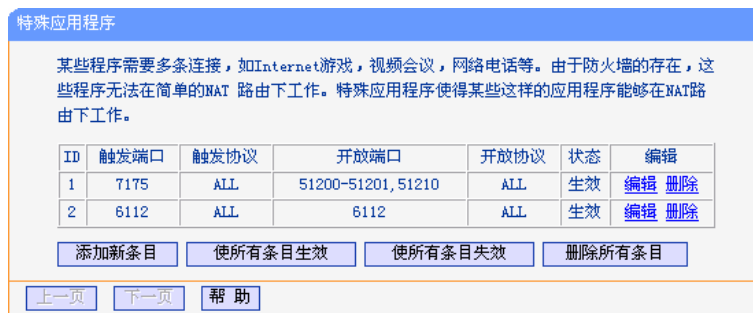 特殊应用程序
某些程序需要多条连接，如Internet游戏，视频会议，网络电话等。由于防火墙的存在，这
些程序无法在简单的NAT 路由下工作。特殊应用程序使得某些这样的应用程序能够在NAT路
由下工作。
ID 触发端口 触发协议 开放端口 开放协议 状态 编辑
1 7175 ALL 51200-51201,51210 ALL 生效 编辑 删除
2 6112 ALL 6112 ALL 生效 编辑 删除
添加新条目 使所有条目生效 使所有条目失效 删除所有条目
上一页 下一页 帮 助